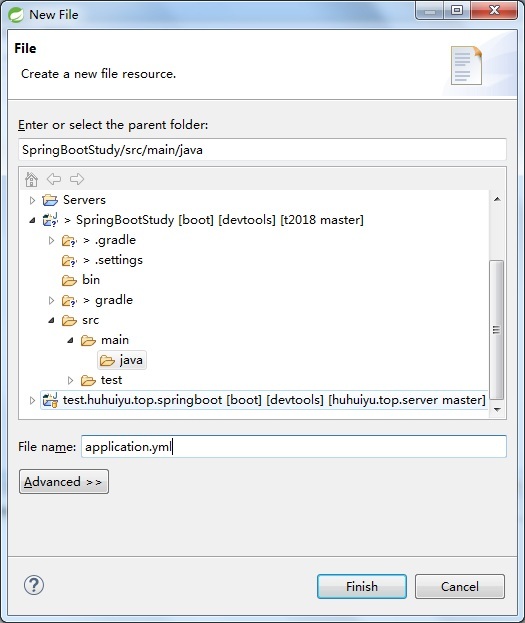 New File
File
Create a new file resource.
Enter or select the parent folder:
SpringBootStudy/src/main/java
Servers
> SpringBootStudy [boot] [devtools] [t2018 master]
> .gradle
> .settings
bin
> gradle
src
main
java
test
test.huhuiyu.top.springboot [boot] [devtools] [huhuiyu.top.server master]
File name: application.yml
Advanced >>
Finish
Cancel